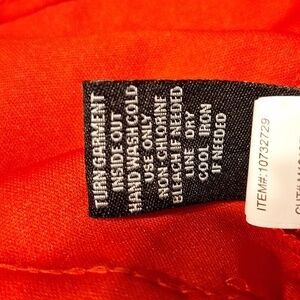 TURN GARMENT
INSIDE OUT
HAND WASH COLD
USE ONLY
NON-CHLORINE
BLEACH IF NEEDED
LINE DRY
COOL IRON
IF NEEDED
ITEM#:10732729